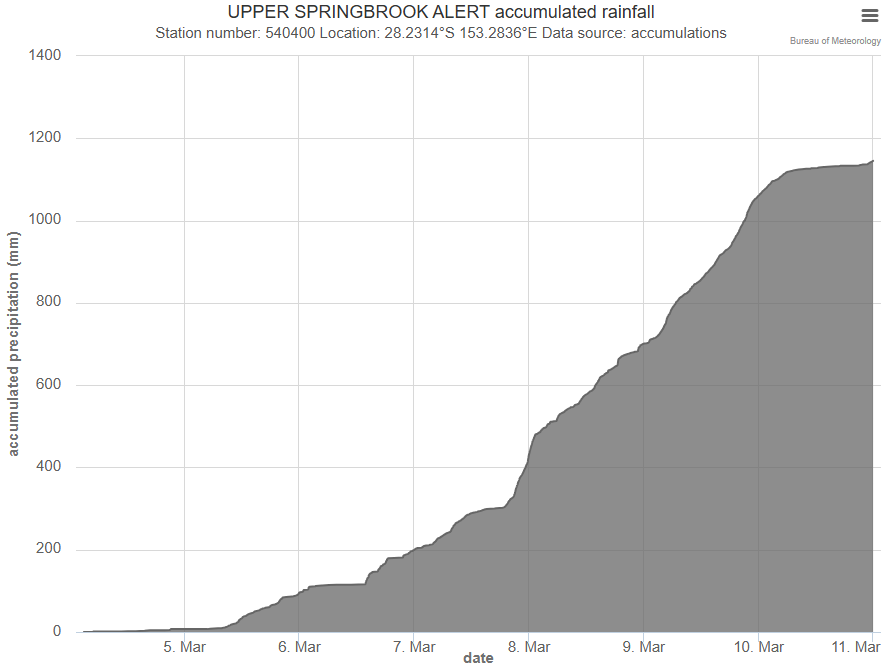 UPPER SPRINGBROOK ALERT accumulated rainfall
Station number: 540400 Location: 28.2314°S 153.2836°E Data source: accumulations
Bureau of Meteorology
accumulated precipitation (mm)
1400
1200
1000
800
600
400
200
0
5. Mar 6. Mar 7. Mar 8. Mar 9. Mar 10. Mar 11. Mar
date